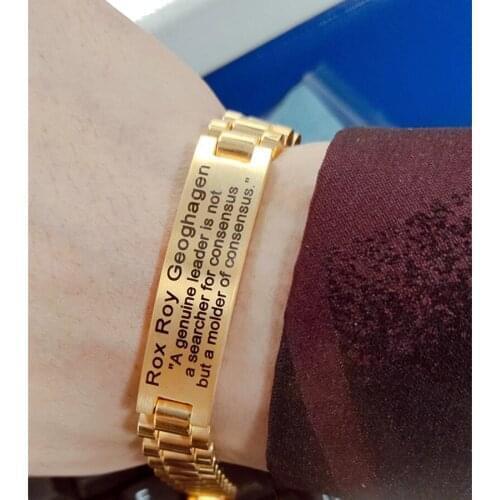 Rox Roy Geoghagen
"A genuine leader is not
a searcher for consensus
but a molder of consensus."